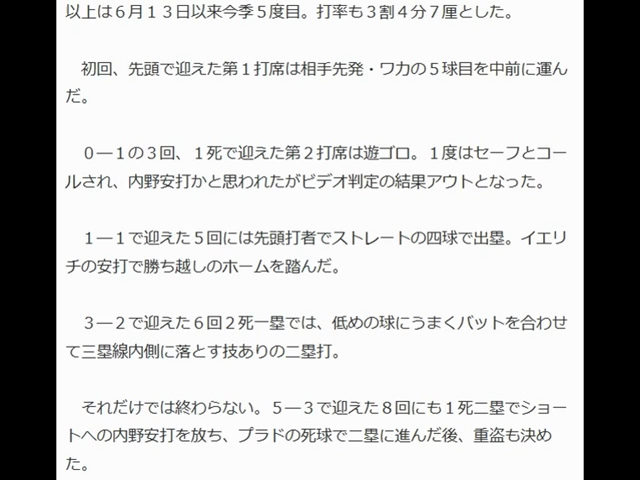 以上は６月１３日以来今季５度目。打率も３割４分７厘とした。
初回、先頭で迎えた第１打席は相手先発・ワカの５球目を中前に運ん
だ。
０―１の３回、１死で迎えた第２打席は遊ゴロ。１度はセーフとコー
ルされ、内野安打かと思われたがビデオ判定の結果アウトとなった。
１―１で迎えた５回には先頭打者でストレートの四球で出塁。イエリ
チの安打で勝ち越しのホームを踏んだ。
３―２で迎えた６回２死一塁では、低めの球にうまくバットを合わせ
て三塁線内側に落とす技ありの二塁打。
それだけでは終わらない。５―３で迎えた８回にも１死二塁でショー
トへの内野安打を放ち、プラドの死球で二塁に進んだ後、重盗も決め
た。